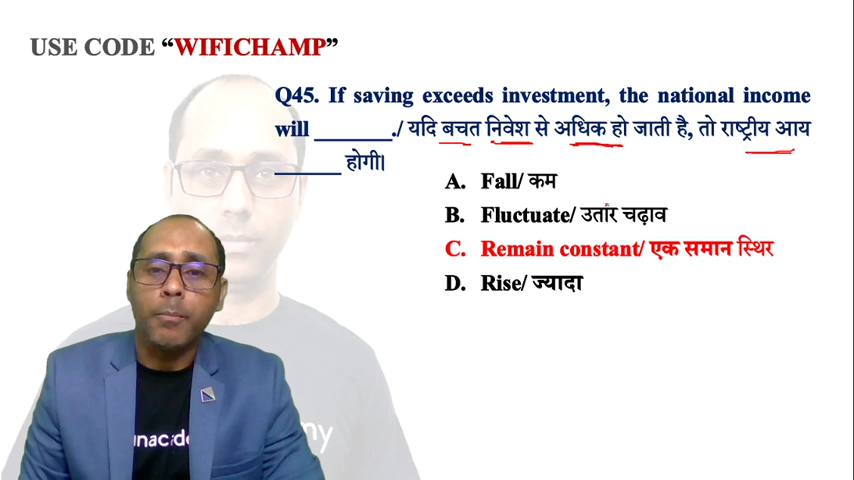 USE CODE “WIFICHAMP”
Q45. If saving exceeds investment, the national income
will _______./ यदि बचत निवेश से अधिक हो जाती है, तो राष्ट्रीय आय
______ होगी।
A. Fall/ कम
B. Fluctuate/ उतार चढ़ाव
C. Remain constant/ एक समान स्थिर
D. Rise/ ज्यादा